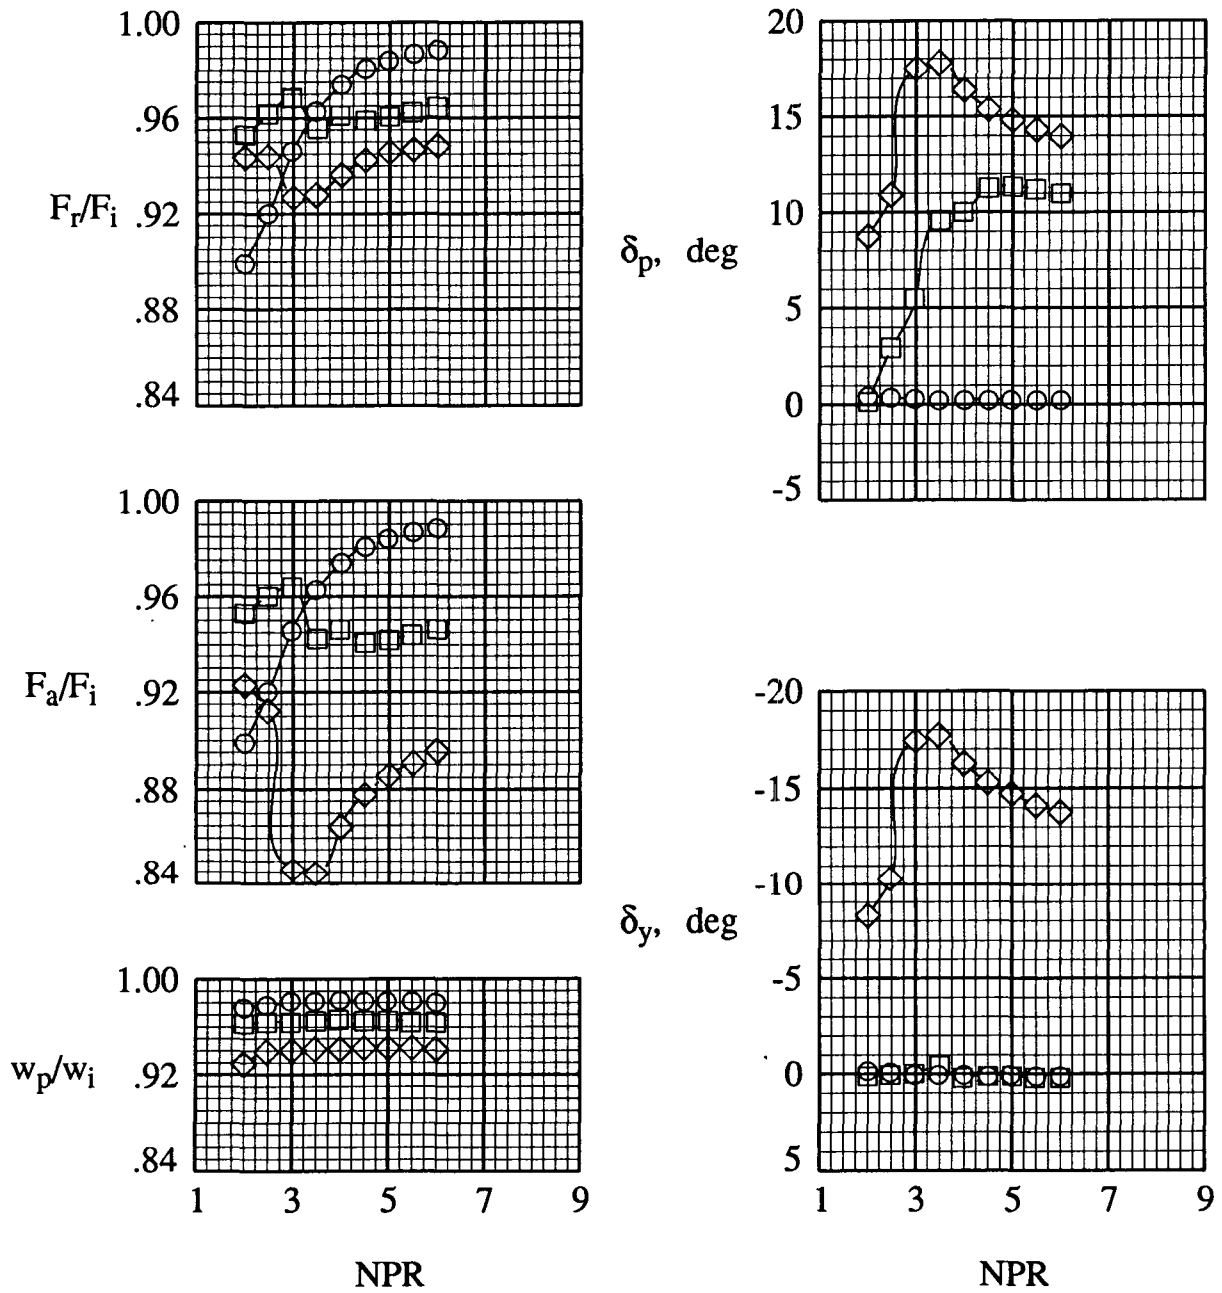 1.00
.96
F_r/F_i .92
.88
.84
1.00
.96
F_a/F_i .92
.88
.84
1.00
w_p/w_i .92
.84
1 3 5 7 9
NPR
20
15
10
δ_p, deg
5
0
-5
-20
-15
-10
δ_y, deg
-5
0
5
1 3 5 7 9
NPR